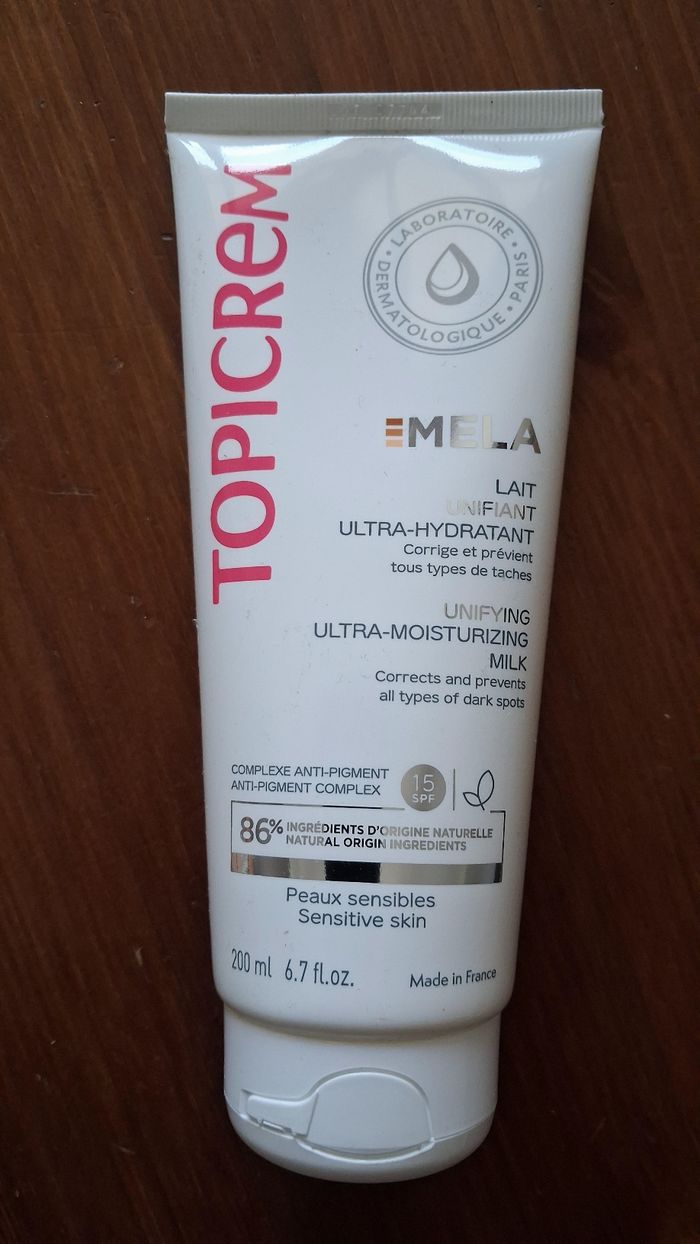 TOPICREM
LABORATOIRE DERMATOLOGIQUE • PARIS •
MELA
LAIT
UNIFIANT
ULTRA-HYDRATANT
Corrige et prévient
tous types de taches
UNIFYING
ULTRA-MOISTURIZING
MILK
Corrects and prevents
all types of dark spots
COMPLEXE ANTI-PIGMENT
ANTI-PIGMENT COMPLEX
15
SPF
86% INGRÉDIENTS D'ORIGINE NATURELLE
NATURAL ORIGIN INGREDIENTS
Peaux sensibles
Sensitive skin
200 ml 6.7 fl.oz.
Made in France